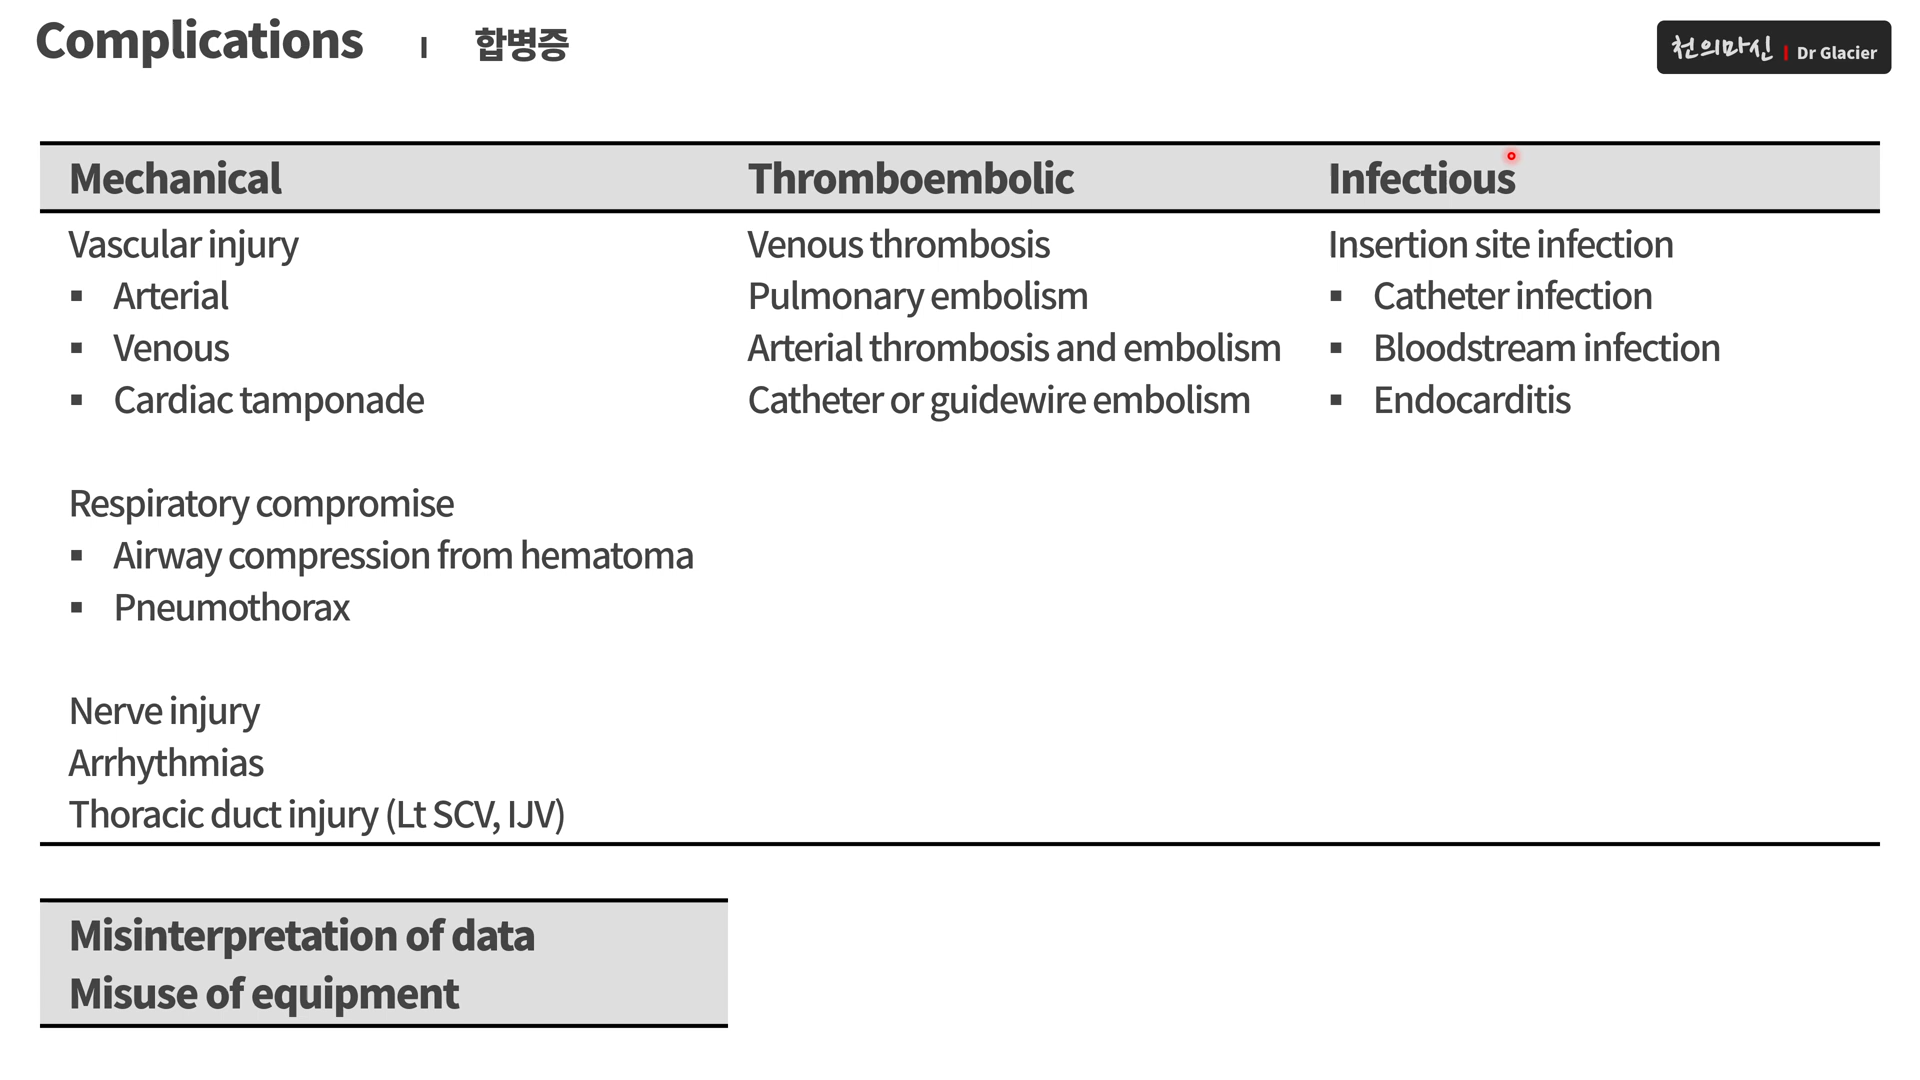 Complications ı 합병증
천의마신 | Dr Glacier
Mechanical
Vascular injury
▪ Arterial
▪ Venous
▪ Cardiac tamponade
Respiratory compromise
▪ Airway compression from hematoma
▪ Pneumothorax
Nerve injury
Arrhythmias
Thoracic duct injury (Lt SCV, IJV)
Thromboembolic
Venous thrombosis
Pulmonary embolism
Arterial thrombosis and embolism
Catheter or guidewire embolism
Infectious
Insertion site infection
▪ Catheter infection
▪ Bloodstream infection
▪ Endocarditis
Misinterpretation of data
Misuse of equipment